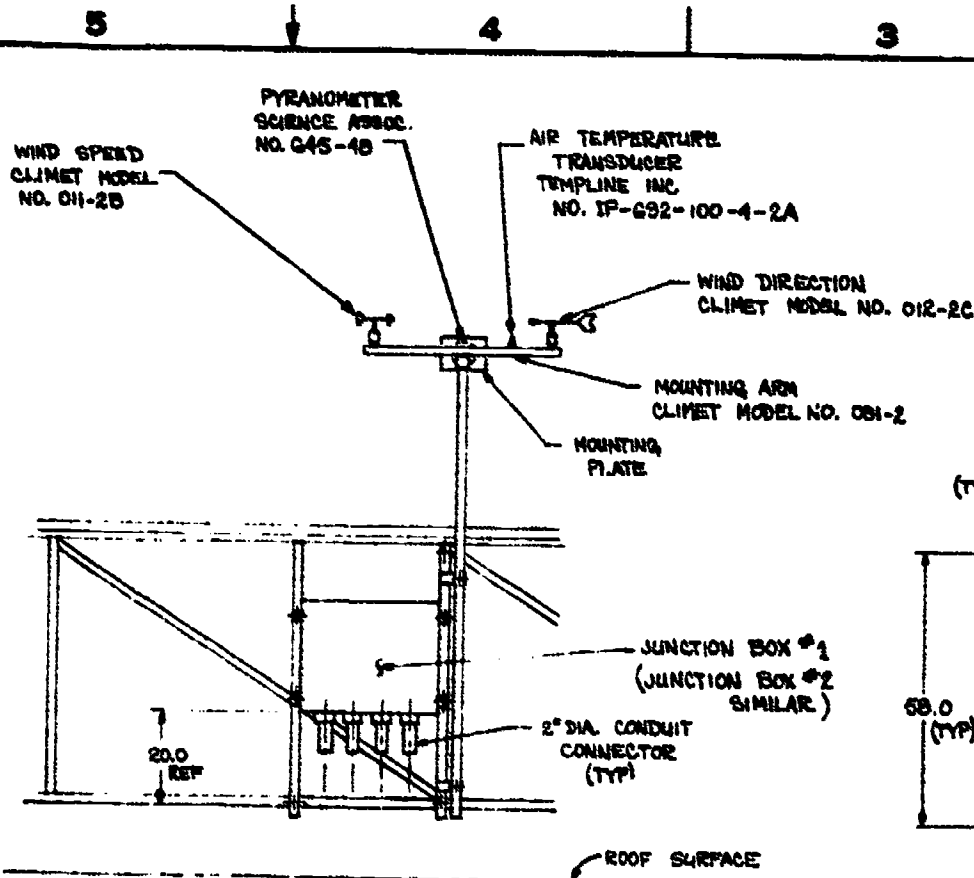 5
4
3
PYRANOMETER
SCIENCE ASSOC.
NO. 645-48
WIND SPEED
CLIMET MODEL
NO. 011-2B
AIR TEMPERATURE
TRANSDUCER
TEMPLINE INC
NO. IP-692-100-4-2A
WIND DIRECTION
CLIMET MODEL NO. 012-2C
MOUNTING ARM
CLIMET MODEL NO. 081-2
MOUNTING
PLATE
JUNCTION BOX #1
(JUNCTION BOX #2
SIMILAR)
2" DIA. CONDUIT
CONNECTOR
(TYP)
20.0
REF
58.0
(TYP)
ROOF SURFACE